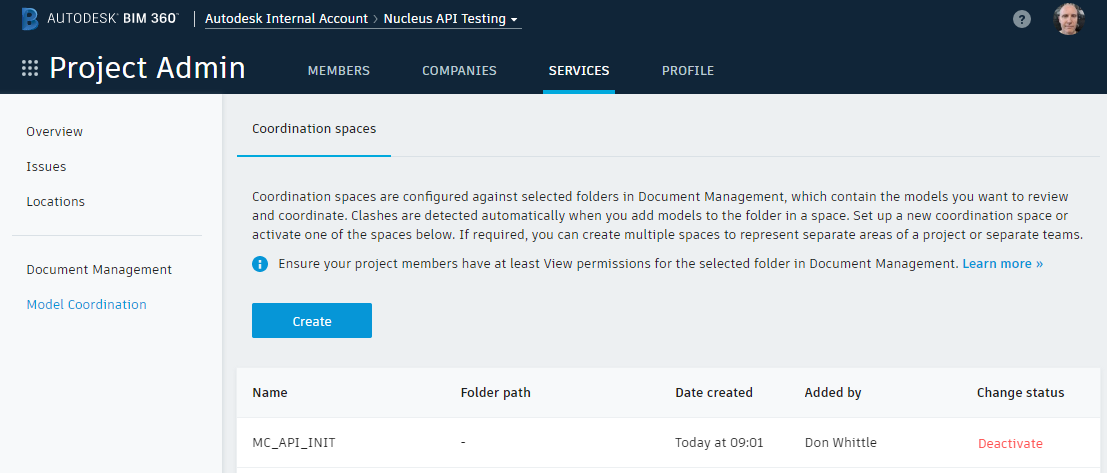 AUTODESK® BIM 360™ Autodesk Internal Account > Nucleus API Testing
?
Project Admin MEMBERS COMPANIES SERVICES PROFILE
Overview
Issues
Locations
Document Management
Model Coordination
Coordination spaces
Coordination spaces are configured against selected folders in Document Management, which contain the models you want to review
and coordinate. Clashes are detected automatically when you add models to the folder in a space. Set up a new coordination space or
activate one of the spaces below. If required, you can create multiple spaces to represent separate areas of a project or separate teams.
Ensure your project members have at least View permissions for the selected folder in Document Management. Learn more »
Create
Name Folder path Date created Added by Change status
MC_API_INIT - Today at 09:01 Don Whittle Deactivate